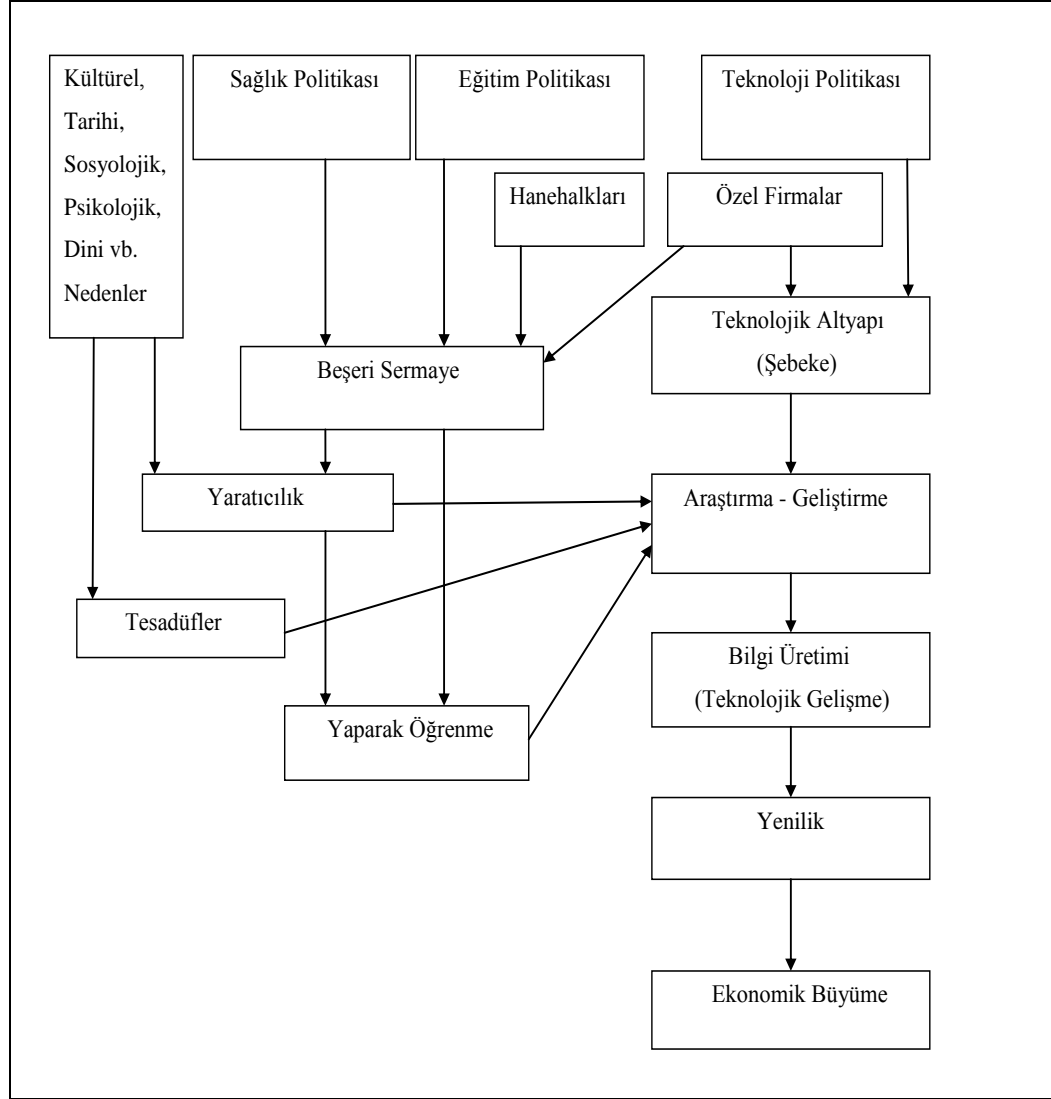 Kültürel,
Tarihi,
Sosyolojik,
Psikolojik,
Dini vb.
Nedenler
Sağlık Politikası
Eğitim Politikası
Teknoloji Politikası
Hanehalkları
Özel Firmalar
Teknolojik Altyapı
(Şebeke)
Beşeri Sermaye
Yaratıcılık
Araştırma - Geliştirme
Tesadüfler
Bilgi Üretimi
(Teknolojik Gelişme)
Yaparak Öğrenme
Yenilik
Ekonomik Büyüme